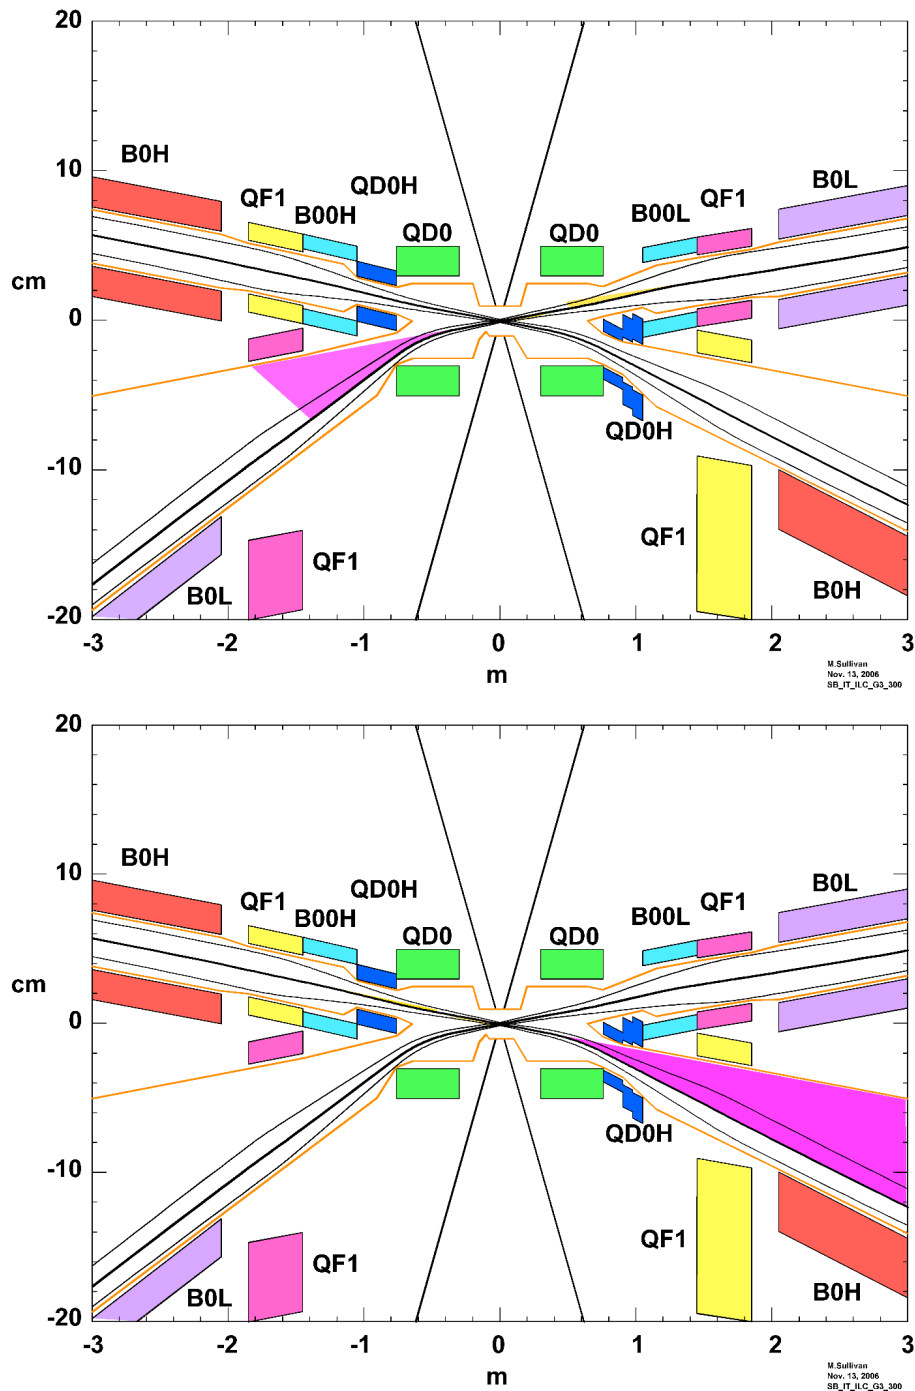 20
B0H
B0L
QD0H
10
QF1
QF1
B00H
B00L
QD0
QD0
cm
0
-10
QD0H
QF1
QF1
B0L
B0H
-20
-3 -2 -1 0 1 2 3
m
M.Sullivan
Nov. 13, 2006
SB_IT_ILC_G3_300
20
B0H
B0L
QD0H
10
QF1
QF1
B00H
B00L
QD0
QD0
cm
0
-10
QD0H
QF1
QF1
B0L
B0H
-20
-3 -2 -1 0 1 2 3
m
M.Sullivan
Nov. 13, 2006
SB_IT_ILC_G3_300